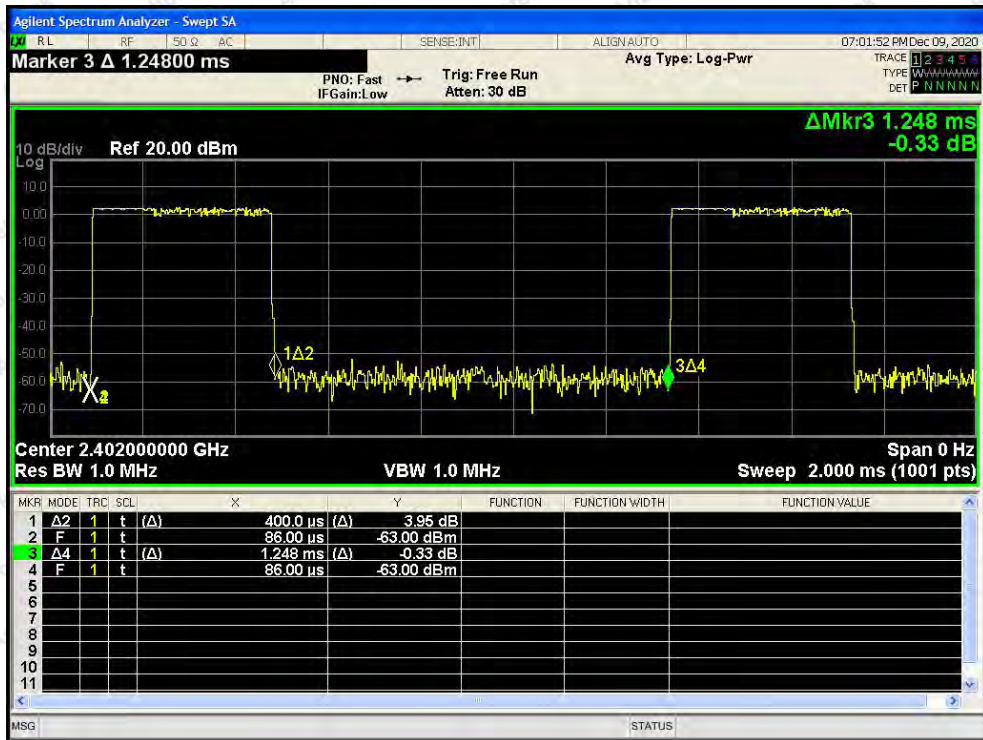 Agilent Spectrum Analyzer - Swept SA
LXI RL RF 50 Ω AC SENSE:INT ALIGNAUTO 07:01:52 PM Dec 09, 2020
Marker 3 Δ 1.24800 ms
PNO: Fast
IFGain:Low
Trig: Free Run
Atten: 30 dB
Avg Type: Log-Pwr
TRACE 1 2 3 4 5 6
TYPE WWWWWWW
DET P N N N N N
ΔMkr3 1.248 ms
-0.33 dB
10 dB/div Ref 20.00 dBm
Log
10.0
0.00
-10.0
-20.0
-30.0
-40.0
-50.0
-60.0
-70.0
1Δ2
3Δ4
Center 2.402000000 GHz Span 0 Hz
Res BW 1.0 MHz VBW 1.0 MHz Sweep 2.000 ms (1001 pts)
MKR MODE TRC SCL X Y FUNCTION FUNCTION WIDTH FUNCTION VALUE
1 Δ2 1 t (Δ) 400.0 µs (Δ) 3.95 dB
2 F 1 t 86.00 µs -63.00 dBm
3 Δ4 1 t (Δ) 1.248 ms (Δ) -0.33 dB
4 F 1 t 86.00 µs -63.00 dBm
5
6
7
8
9
10
11
MSG STATUS